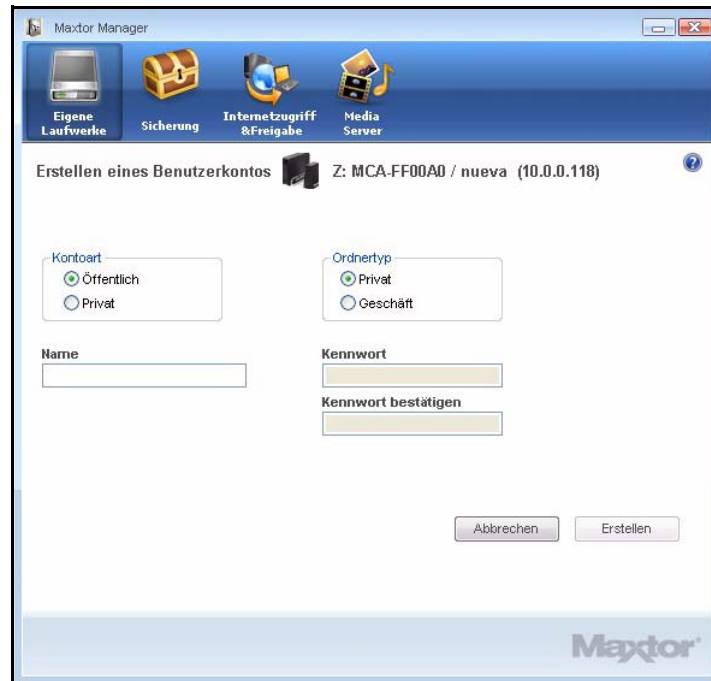 Maxtor Manager
Eigene
Laufwerke
Sicherung
Internetzugriff
&Freigabe
Media
Server
Erstellen eines Benutzerkontos Z: MCA-FF00A0 / nueva (10.0.0.118)
Kontoart
Öffentlich
Privat
Ordnertyp
Privat
Geschäft
Name
Kennwort
Kennwort bestätigen
Abbrechen
Erstellen
Maxtor